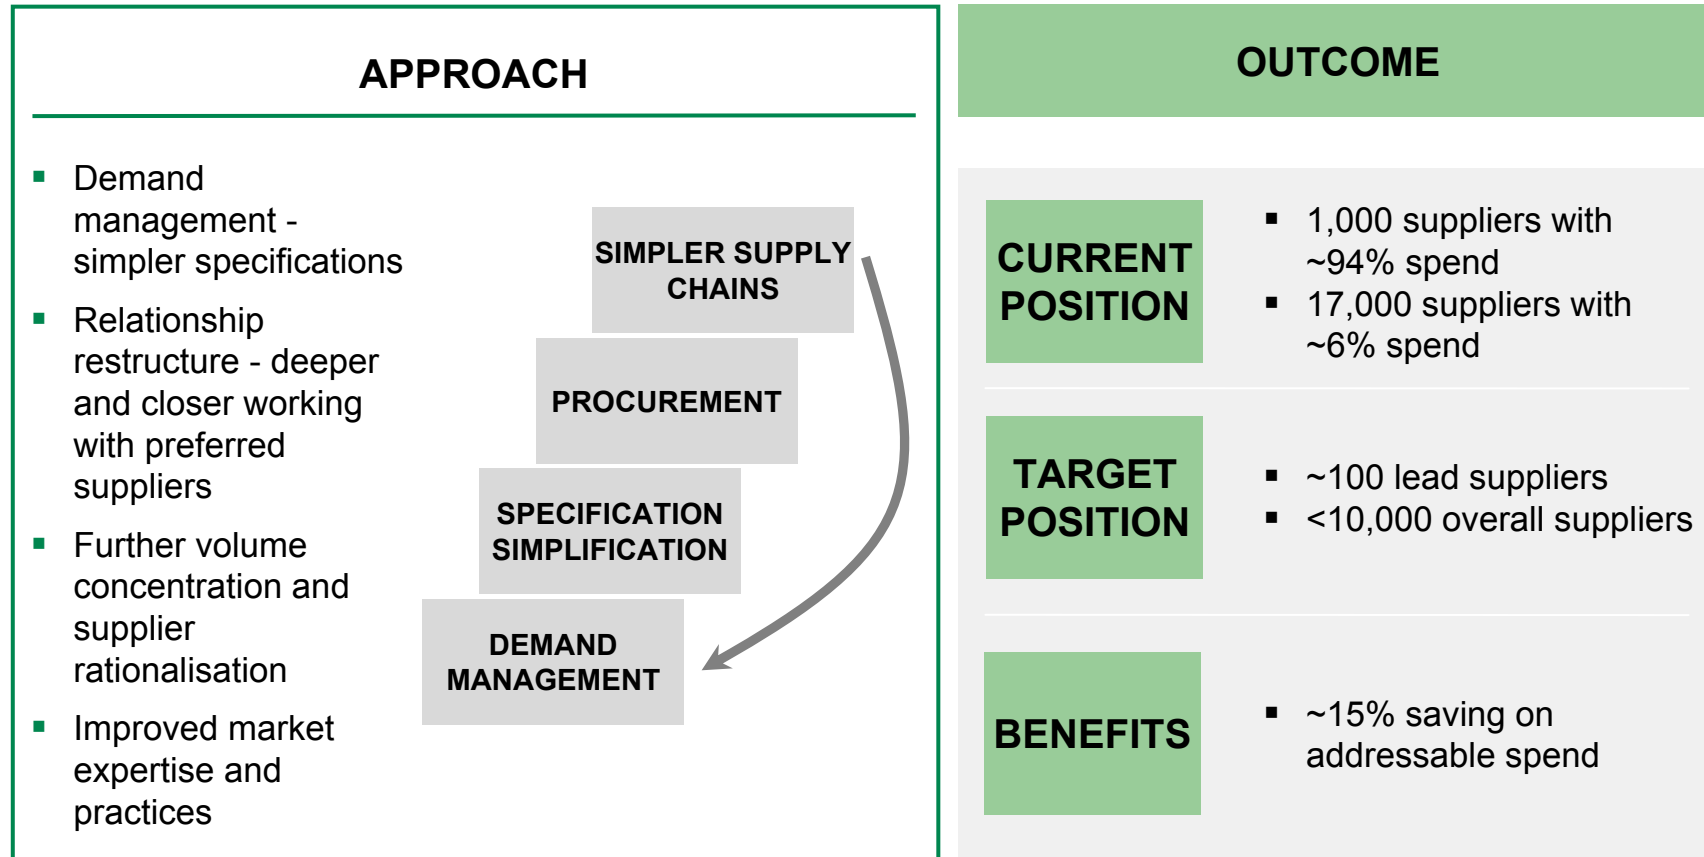 APPROACH
▪ Demand
management -
simpler specifications
▪ Relationship
restructure - deeper
and closer working
with preferred
suppliers
▪ Further volume
concentration and
supplier
rationalisation
▪ Improved market
expertise and
practices
SIMPLER SUPPLY
CHAINS
PROCUREMENT
SPECIFICATION
SIMPLIFICATION
DEMAND
MANAGEMENT
OUTCOME
CURRENT
POSITION
▪ 1,000 suppliers with
~94% spend
▪ 17,000 suppliers with
~6% spend
TARGET
POSITION
▪ ~100 lead suppliers
▪ <10,000 overall suppliers
BENEFITS
▪ ~15% saving on
addressable spend